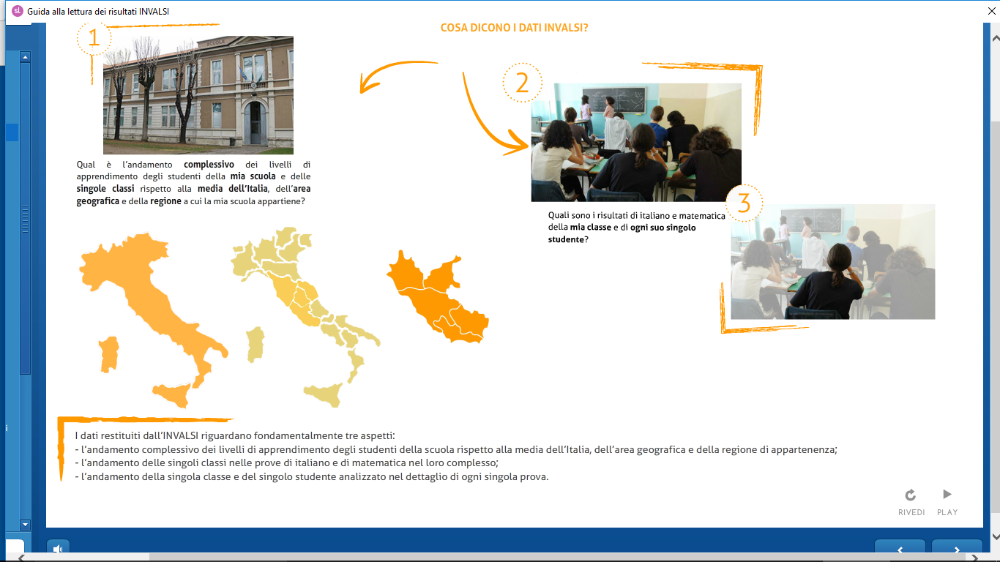 Guida alla lettura dei risultati INVALSI
COSA DICONO I DATI INVALSI?
1
SCUOLE
Qual è l'andamento complessivo dei livelli di
apprendimento degli studenti della mia scuola e delle
singole classi rispetto alla media dell'Italia, dell'area
geografica e della regione a cui la mia scuola appartiene?
2
Quali sono i risultati di italiano e matematica
della mia classe e di ogni suo singolo
studente?
3
I dati restituiti dall'INVALSI riguardano fondamentalmente tre aspetti:
- l'andamento complessivo dei livelli di apprendimento degli studenti della scuola rispetto alla media dell'Italia, dell'area geografica e della regione di appartenenza;
- l'andamento delle singoli classi nelle prove di italiano e di matematica nel loro complesso;
- l'andamento della singola classe e del singolo studente analizzato nel dettaglio di ogni singola prova.
i
RIVEDI
PLAY